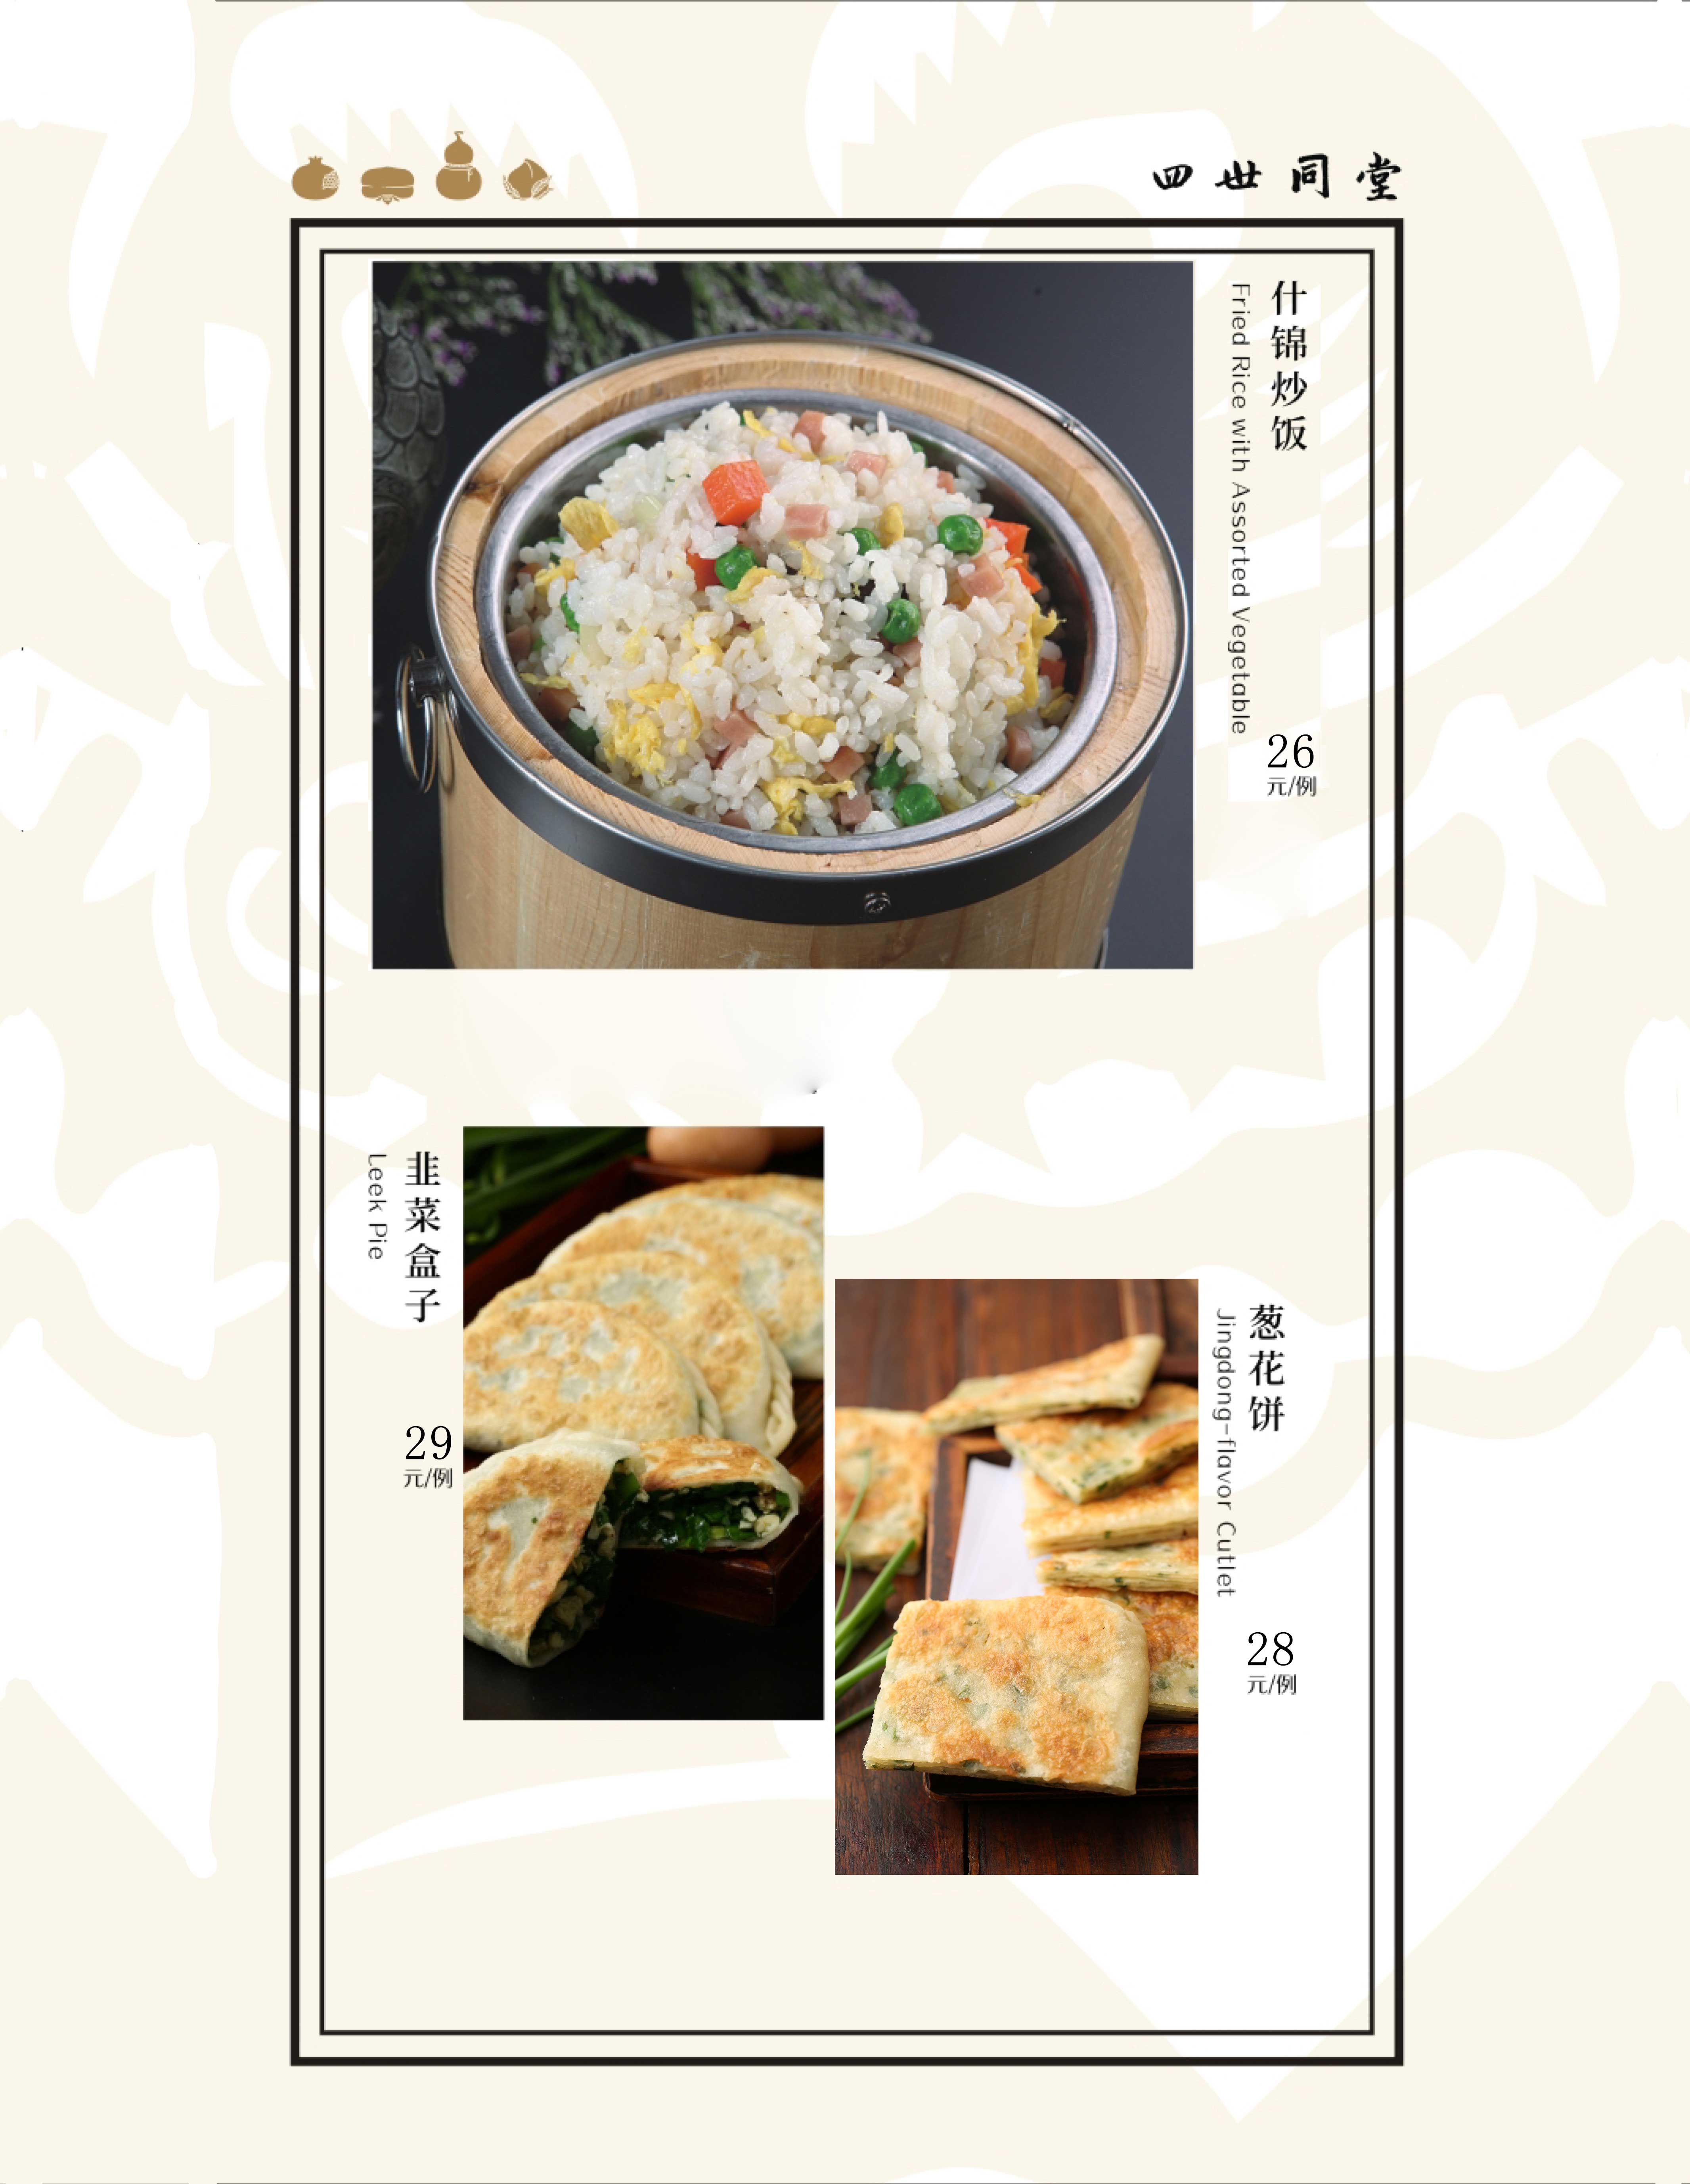 四世同堂
什锦炒饭
Fried Rice with Assorted Vegetable
26
元/例
韭菜盒子
Leek Pie
29
元/例
葱花饼
Jingdong-flavor Cutlet
28
元/例